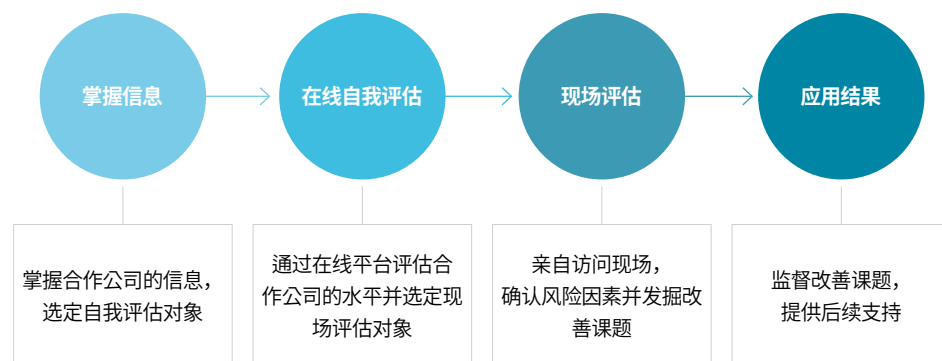 掌握信息
在线自我评估
现场评估
应用结果
掌握合作公司的信息，
选定自我评估对象
通过在线平台评估合
作公司的水平并选定现
场评估对象
亲自访问现场，
确认风险因素并发掘改
善课题
监督改善课题，
提供后续支持